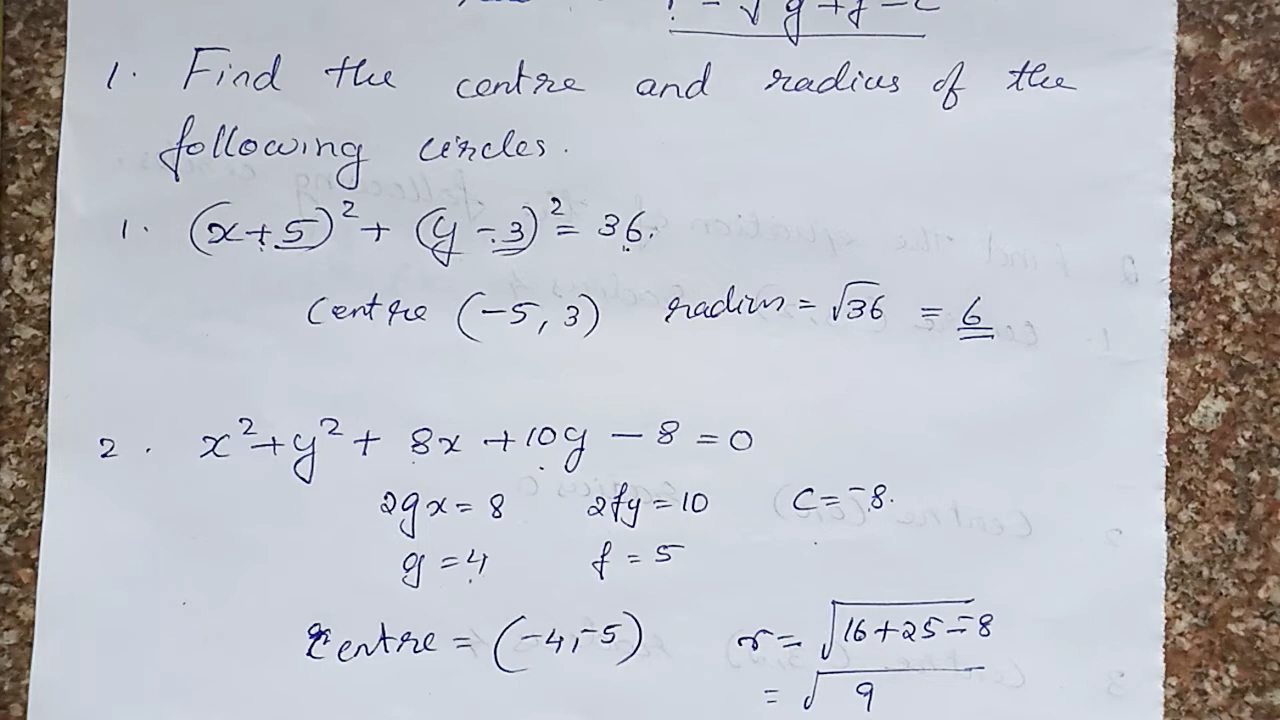 r = √g + f - c
1. Find the centre and radius of the
following circles.
1. (x+5)² + (y-3)² = 36.
Centre (-5, 3) radius = √36 = 6
2. x² + y² + 8x + 10y - 8 = 0
2gx = 8 2fy = 10 C = -8.
g = 4 f = 5
Centre = (-4, -5) r = √16+25--8
= √9